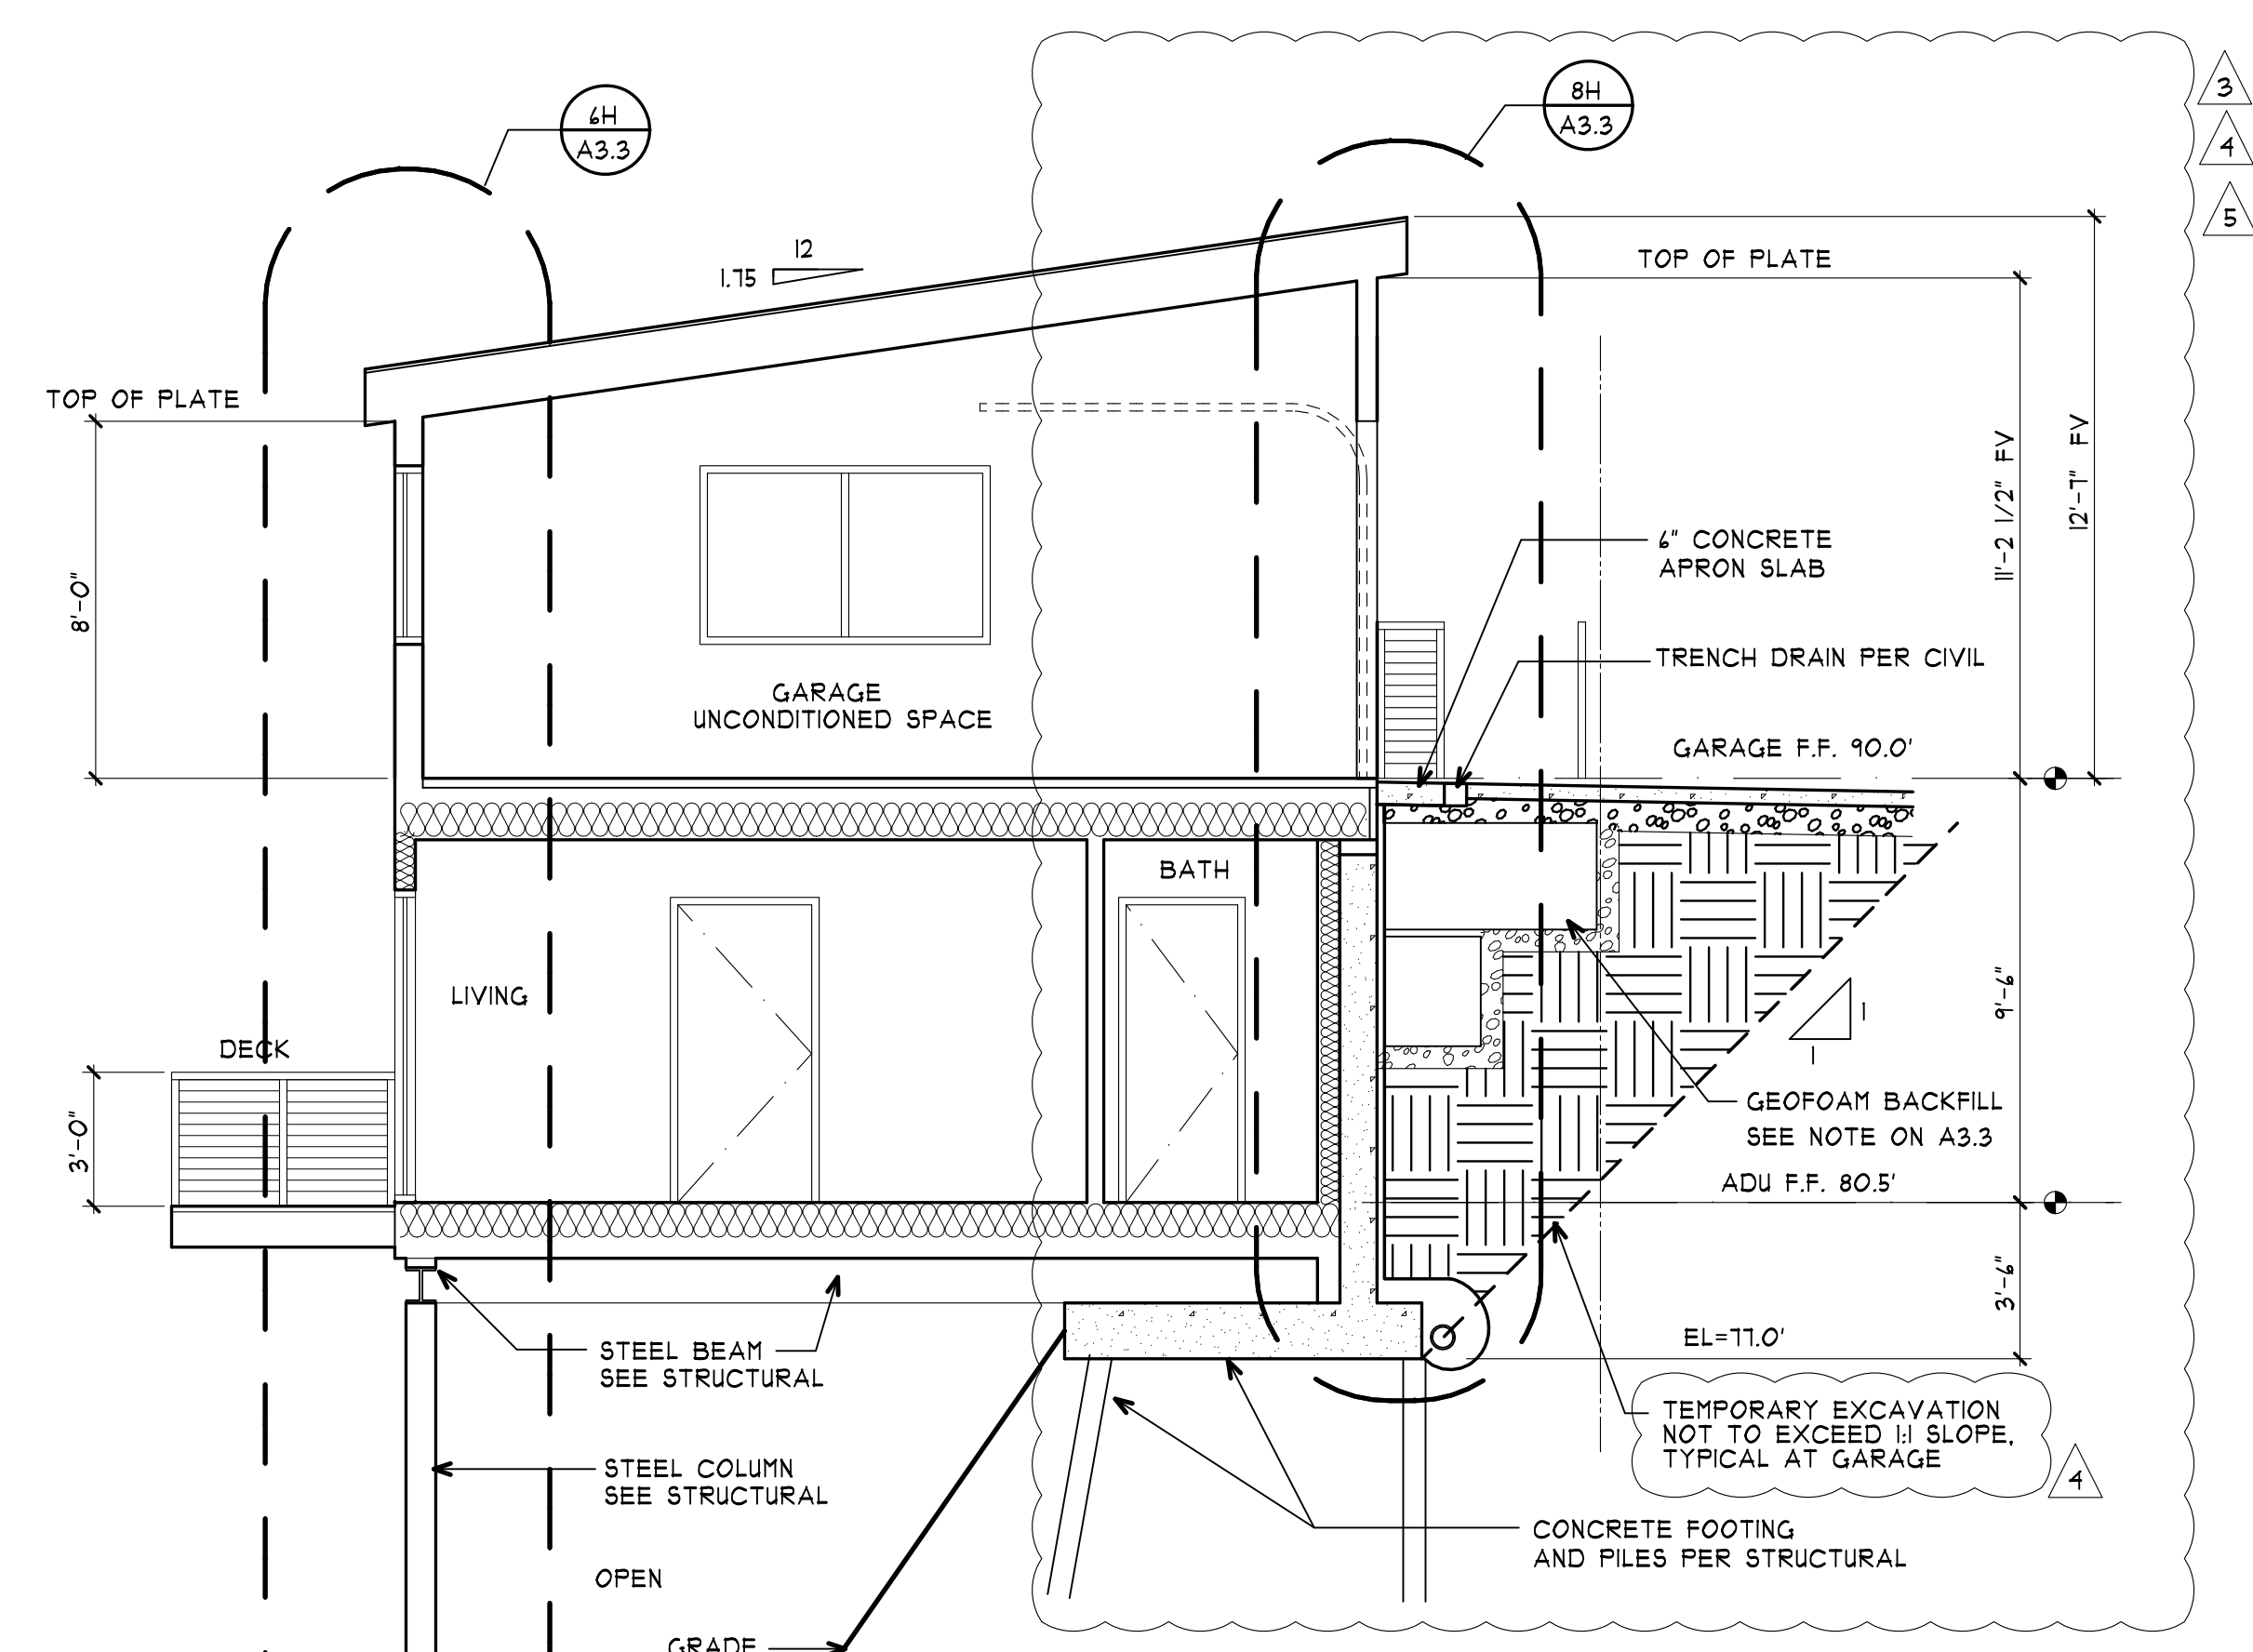 6H
A3.3
8H
A3.3
3
4
5
12
1.75
TOP OF PLATE
TOP OF PLATE
8'-0"
11'-2 1/2" FV
12'-7" FV
6" CONCRETE
APRON SLAB
TRENCH DRAIN PER CIVIL
GARAGE
UNCONDITIONED SPACE
GARAGE F.F. 90.0'
BATH
LIVING
DECK
3'-0"
9'-6"
1
1
GEOFOAM BACKFILL
SEE NOTE ON A3.3
ADU F.F. 80.5'
3'-6"
EL=77.0'
STEEL BEAM
SEE STRUCTURAL
TEMPORARY EXCAVATION
NOT TO EXCEED 1:1 SLOPE,
TYPICAL AT GARAGE
4
STEEL COLUMN
SEE STRUCTURAL
CONCRETE FOOTING
AND PILES PER STRUCTURAL
OPEN
GRADE